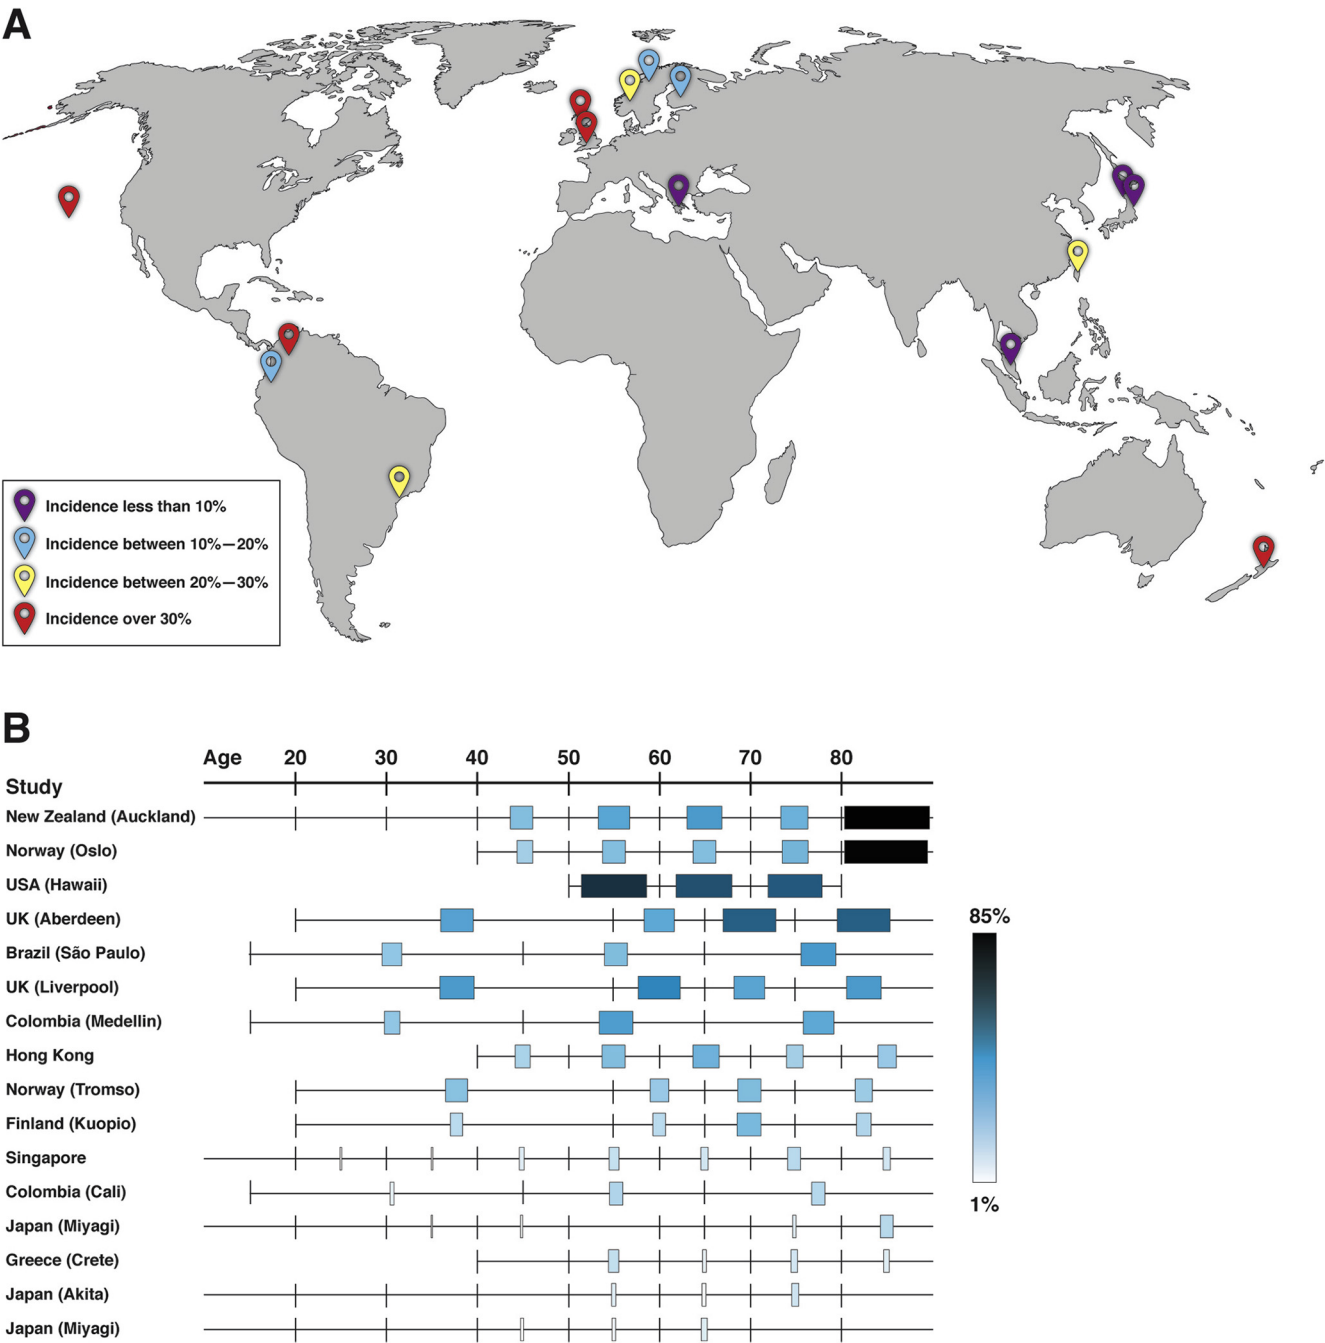 A
Incidence less than 10%
Incidence between 10%—20%
Incidence between 20%—30%
Incidence over 30%
B
Age 20 30 40 50 60 70 80
Study
New Zealand (Auckland)
Norway (Oslo)
USA (Hawaii)
UK (Aberdeen)
85%
Brazil (São Paulo)
UK (Liverpool)
Colombia (Medellin)
Hong Kong
Norway (Tromso)
Finland (Kuopio)
Singapore
Colombia (Cali)
1%
Japan (Miyagi)
Greece (Crete)
Japan (Akita)
Japan (Miyagi)